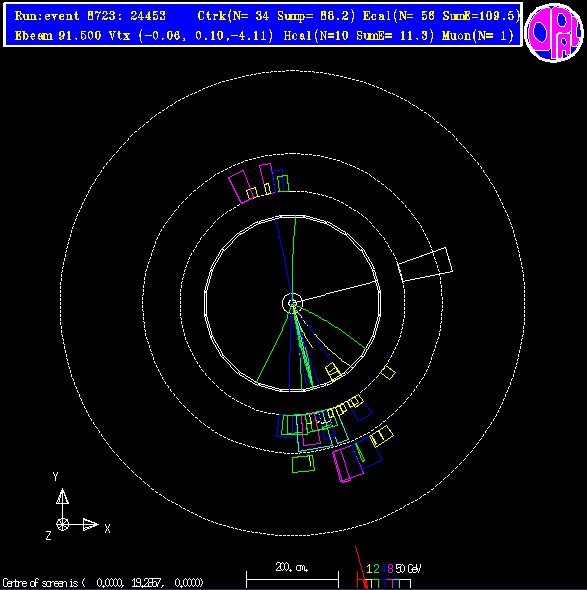 Run:event 8723: 24453 Ctrk(N= 34 Sump= 88.2) Ecal(N= 56 SumE=109.5)
Ebeam 91.500 Vtx (-0.06, 0.10,-4.11) Hcal(N=10 SumE= 11.3) Muon(N= 1)
OPAL
Y
X
Z
200. cm.
1 2 4 8 50 GeV
Centre of screen is ( 0.0000, 19.2857, 0.0000)